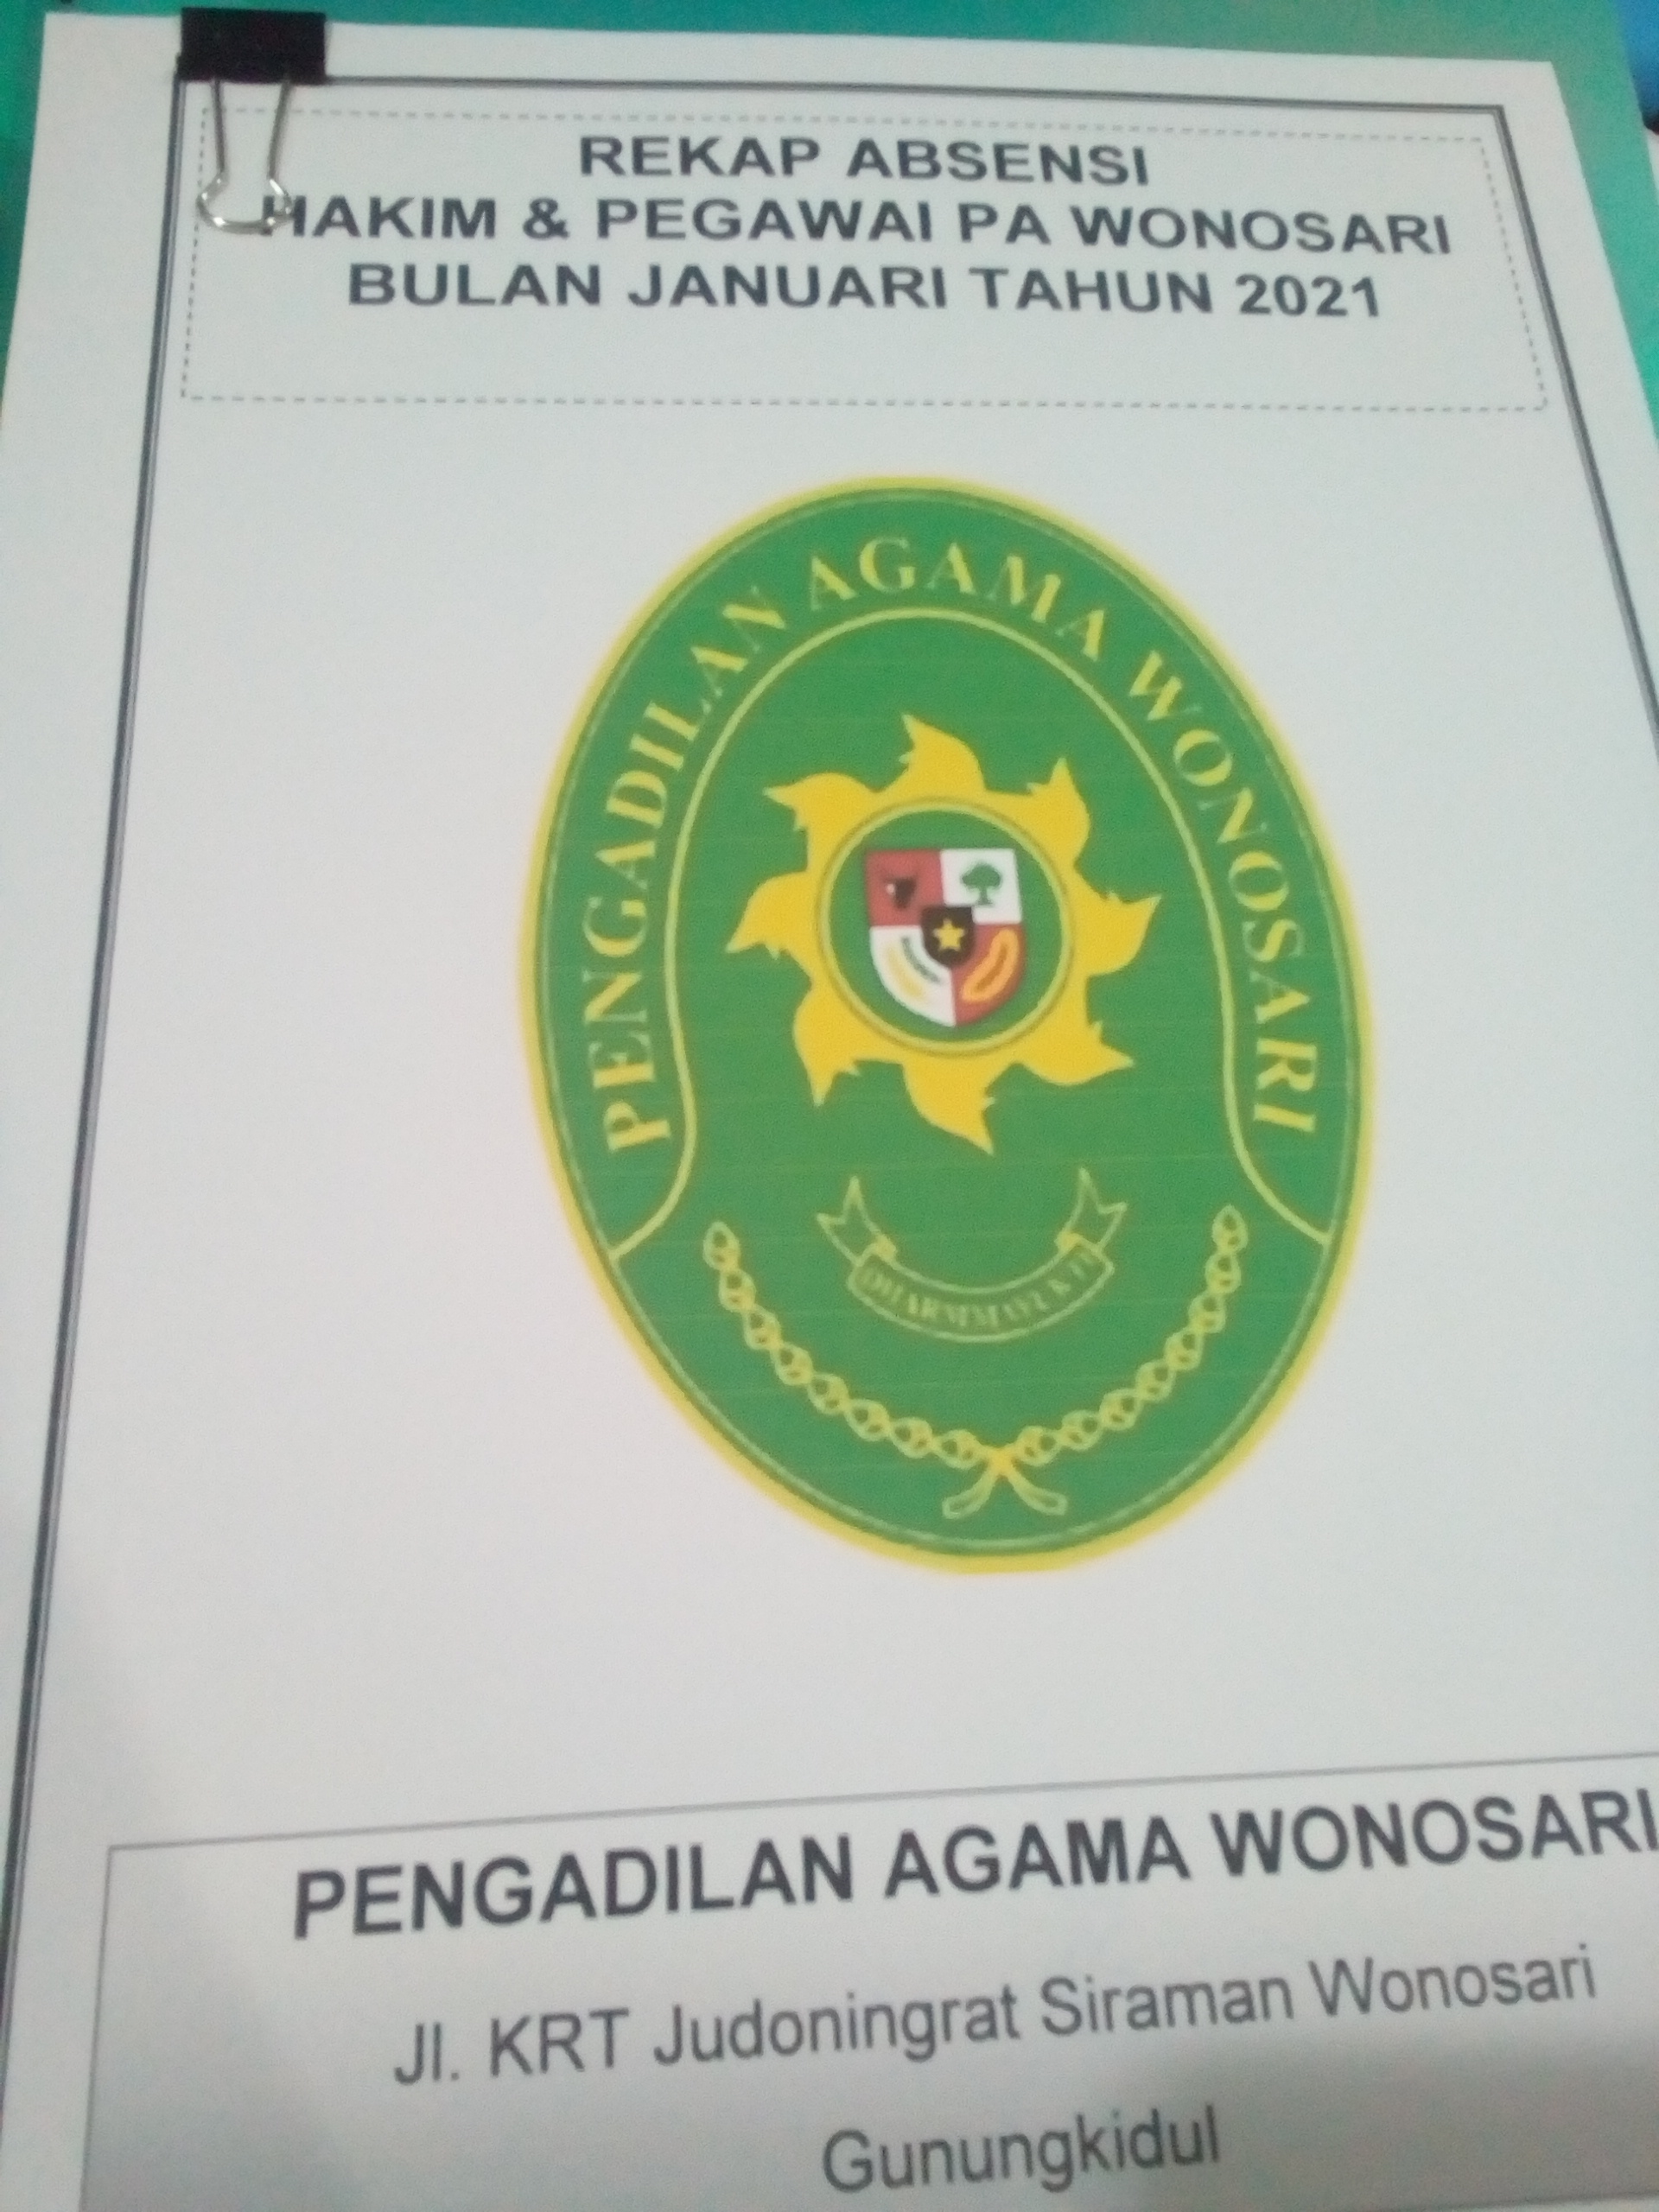 REKAP ABSENSI
HAKIM & PEGAWAI PA WONOSARI
BULAN JANUARI TAHUN 2021
PENGADILAN AGAMA WONOSARI
DHARMMAYUKTI
PENGADILAN AGAMA WONOSARI
Jl. KRT Judoningrat Siraman Wonosari
Gunungkidul